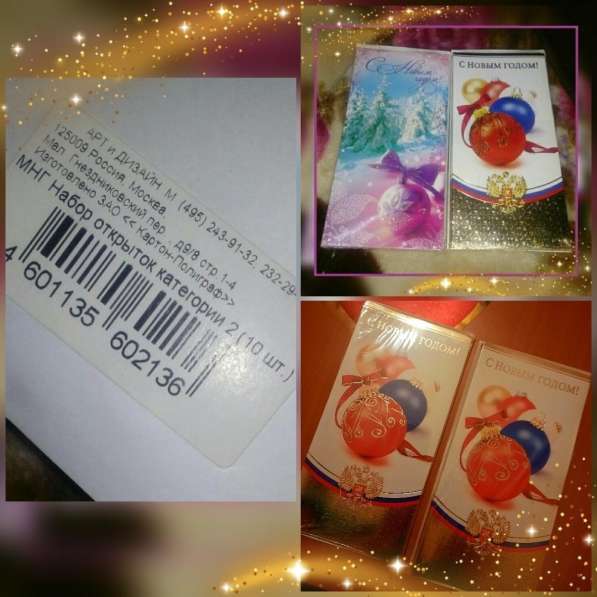 АРТ и ДИЗАЙН М (495) 243-91-32, 232-29-
125009 Россия, Москва,
Мал. Гнездниковский пер., д9/8 стр.1-4
Изготовлено ЗАО << Картон-Полиграф>>
МНГ Набор открыток категории 2 (10 шт.)
4 601135 602136
С Новым
годом!
С НОВЫМ ГОДОМ!
С НОВЫМ ГОДОМ!
С НОВЫМ ГОДОМ!